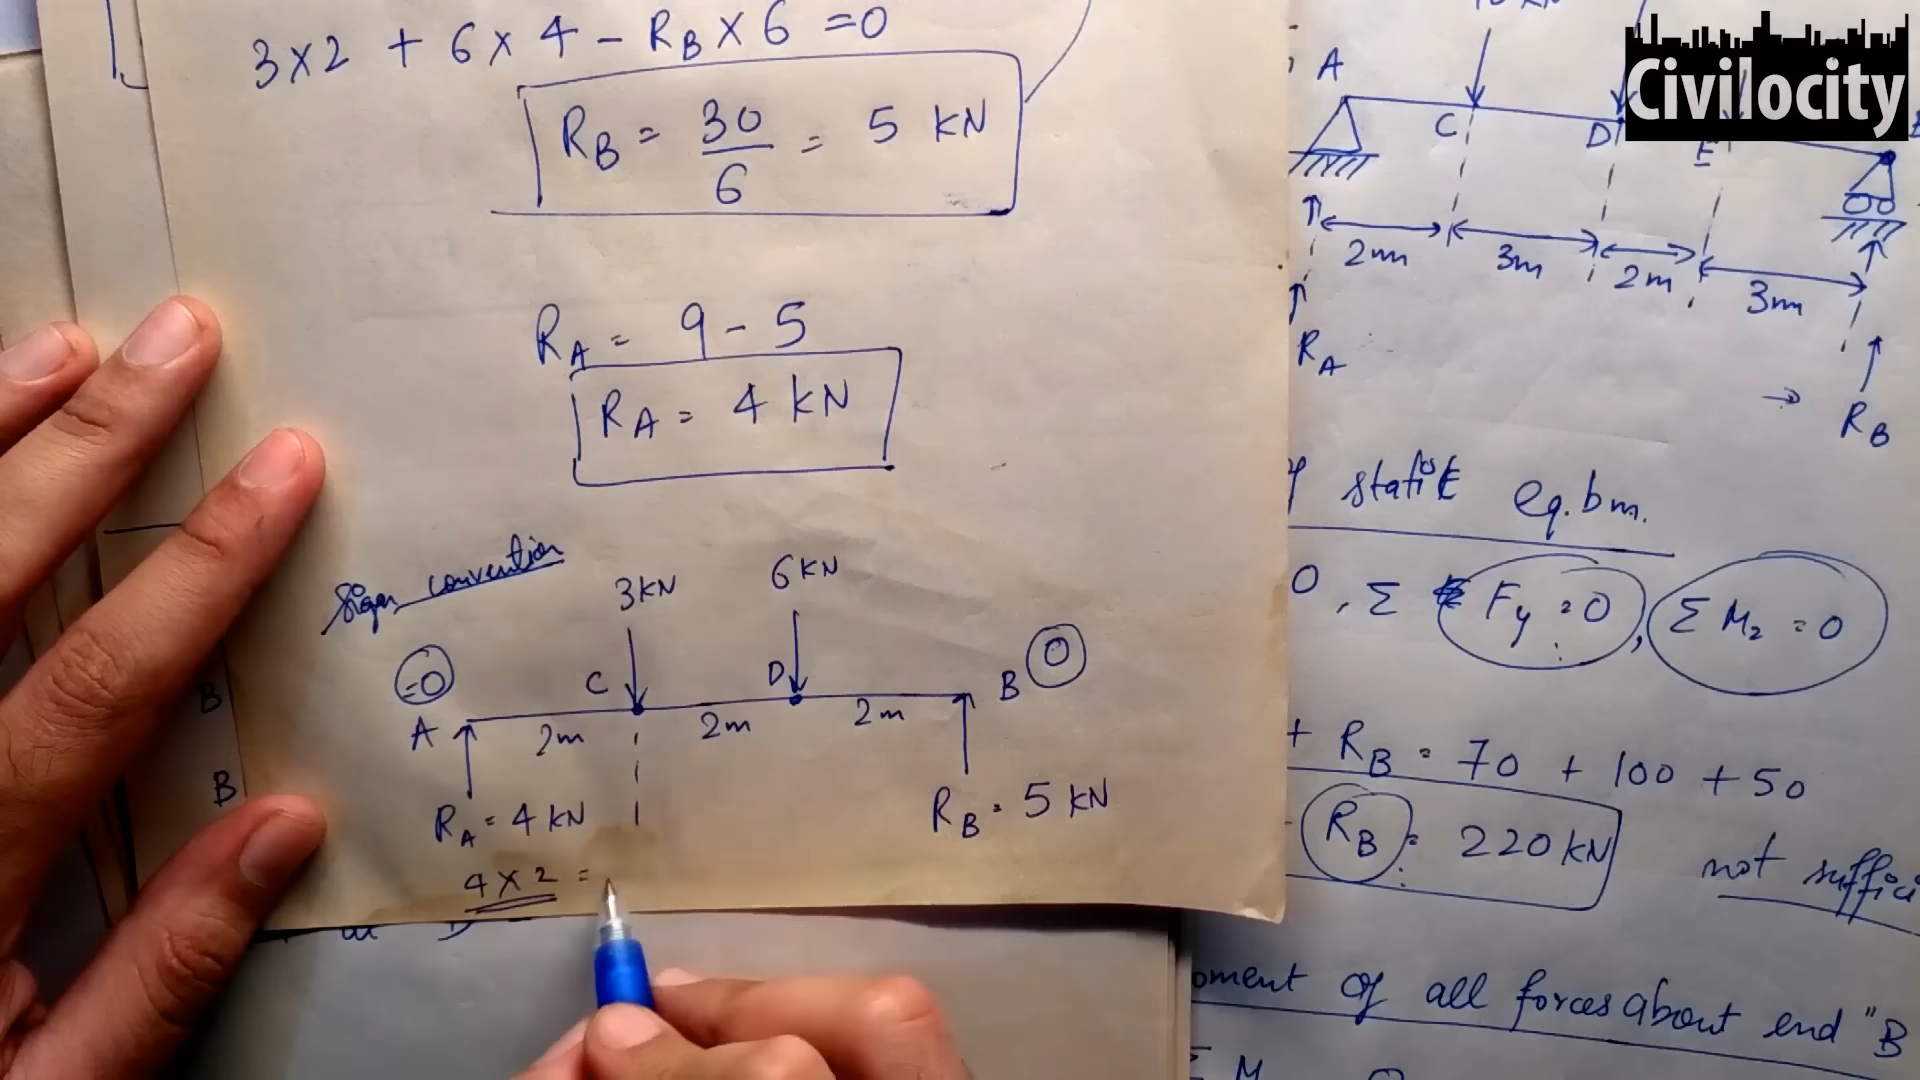 3×2 + 6×4 - RB×6 =0
RB = 30/6 = 5 kN
RA = 9 - 5
RA = 4 kN
Sign convention
3kN
6kN
=0
C
D
B
0
A
2m
2m
2m
RA = 4 kN
RB = 5 kN
4×2 =
B
B
Civilocity
A
C
D
E
2m
3m
2m
3m
RA
RB
static eq.bm.
0, Σ Fy = 0, Σ Mz = 0
+ RB = 70 + 100 + 50
RB = 220 kN
not
oment of all forces about end "B